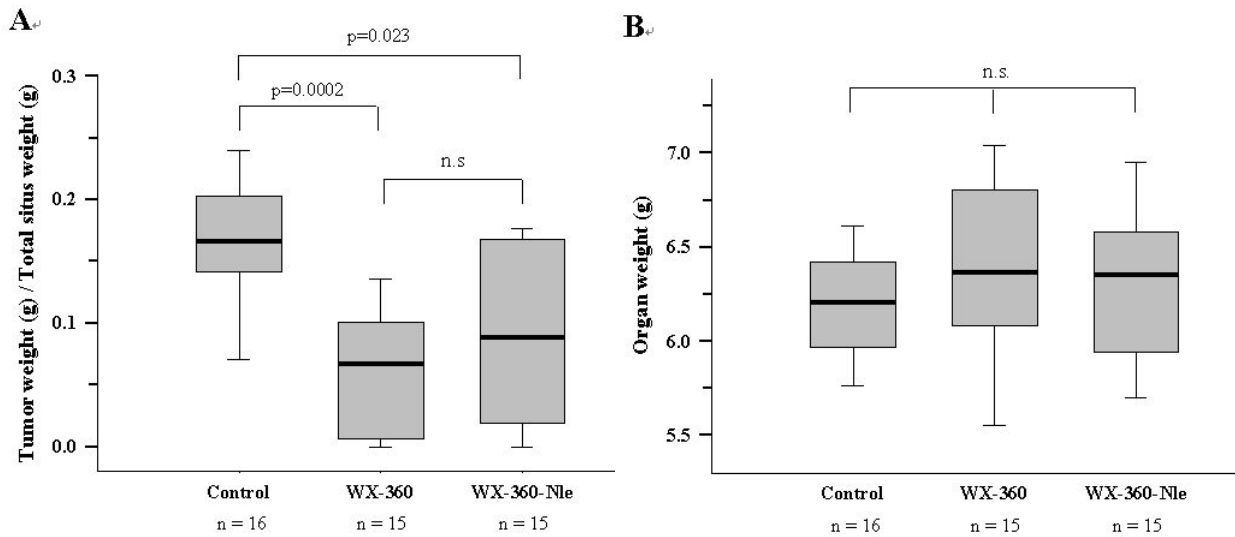 A↵
p=0.023
p=0.0002
n.s
0.3
0.2
0.1
0.0
Tumor weight (g) / Total situs weight (g)
Control
WX-360
WX-360-Nle
n = 16
n = 15
n = 15
B↵
n.s.
7.0
6.5
6.0
5.5
Organ weight (g)
Control
WX-360
WX-360-Nle
n = 16
n = 15
n = 15